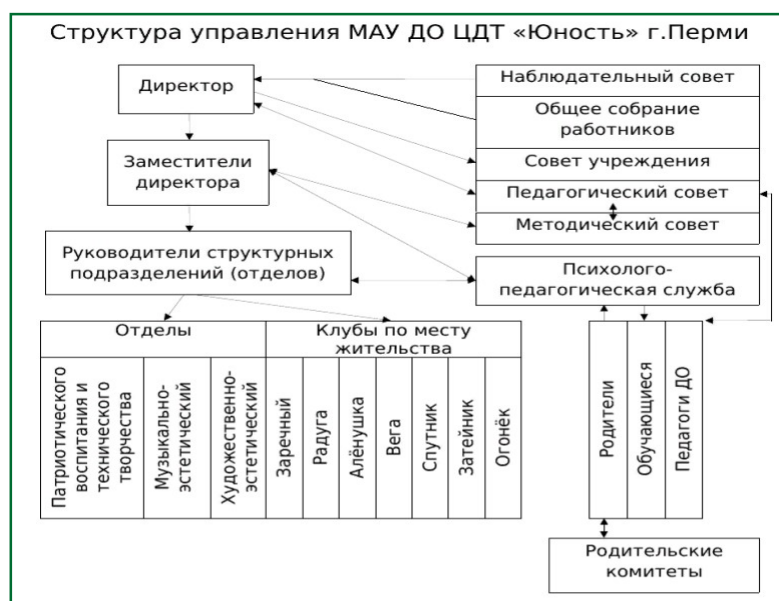 Структура управления МАУ ДО ЦДТ «Юность» г.Перми
Директор
Наблюдательный совет
Общее собрание
работников
Заместители
директора
Совет учреждения
Педагогический совет
Методический совет
Руководители структурных
подразделений (отделов)
Психолого-
педагогическая служба
Отделы
Клубы по месту
жительства
Патриотического
воспитания и
технического
творчества
Музыкально-
эстетический
Художественно-
эстетический
Заречный
Радуга
Алёнушка
Вега
Спутник
Затейник
Огонёк
Родители
Обучающиеся
Педагоги ДО
Родительские
комитеты